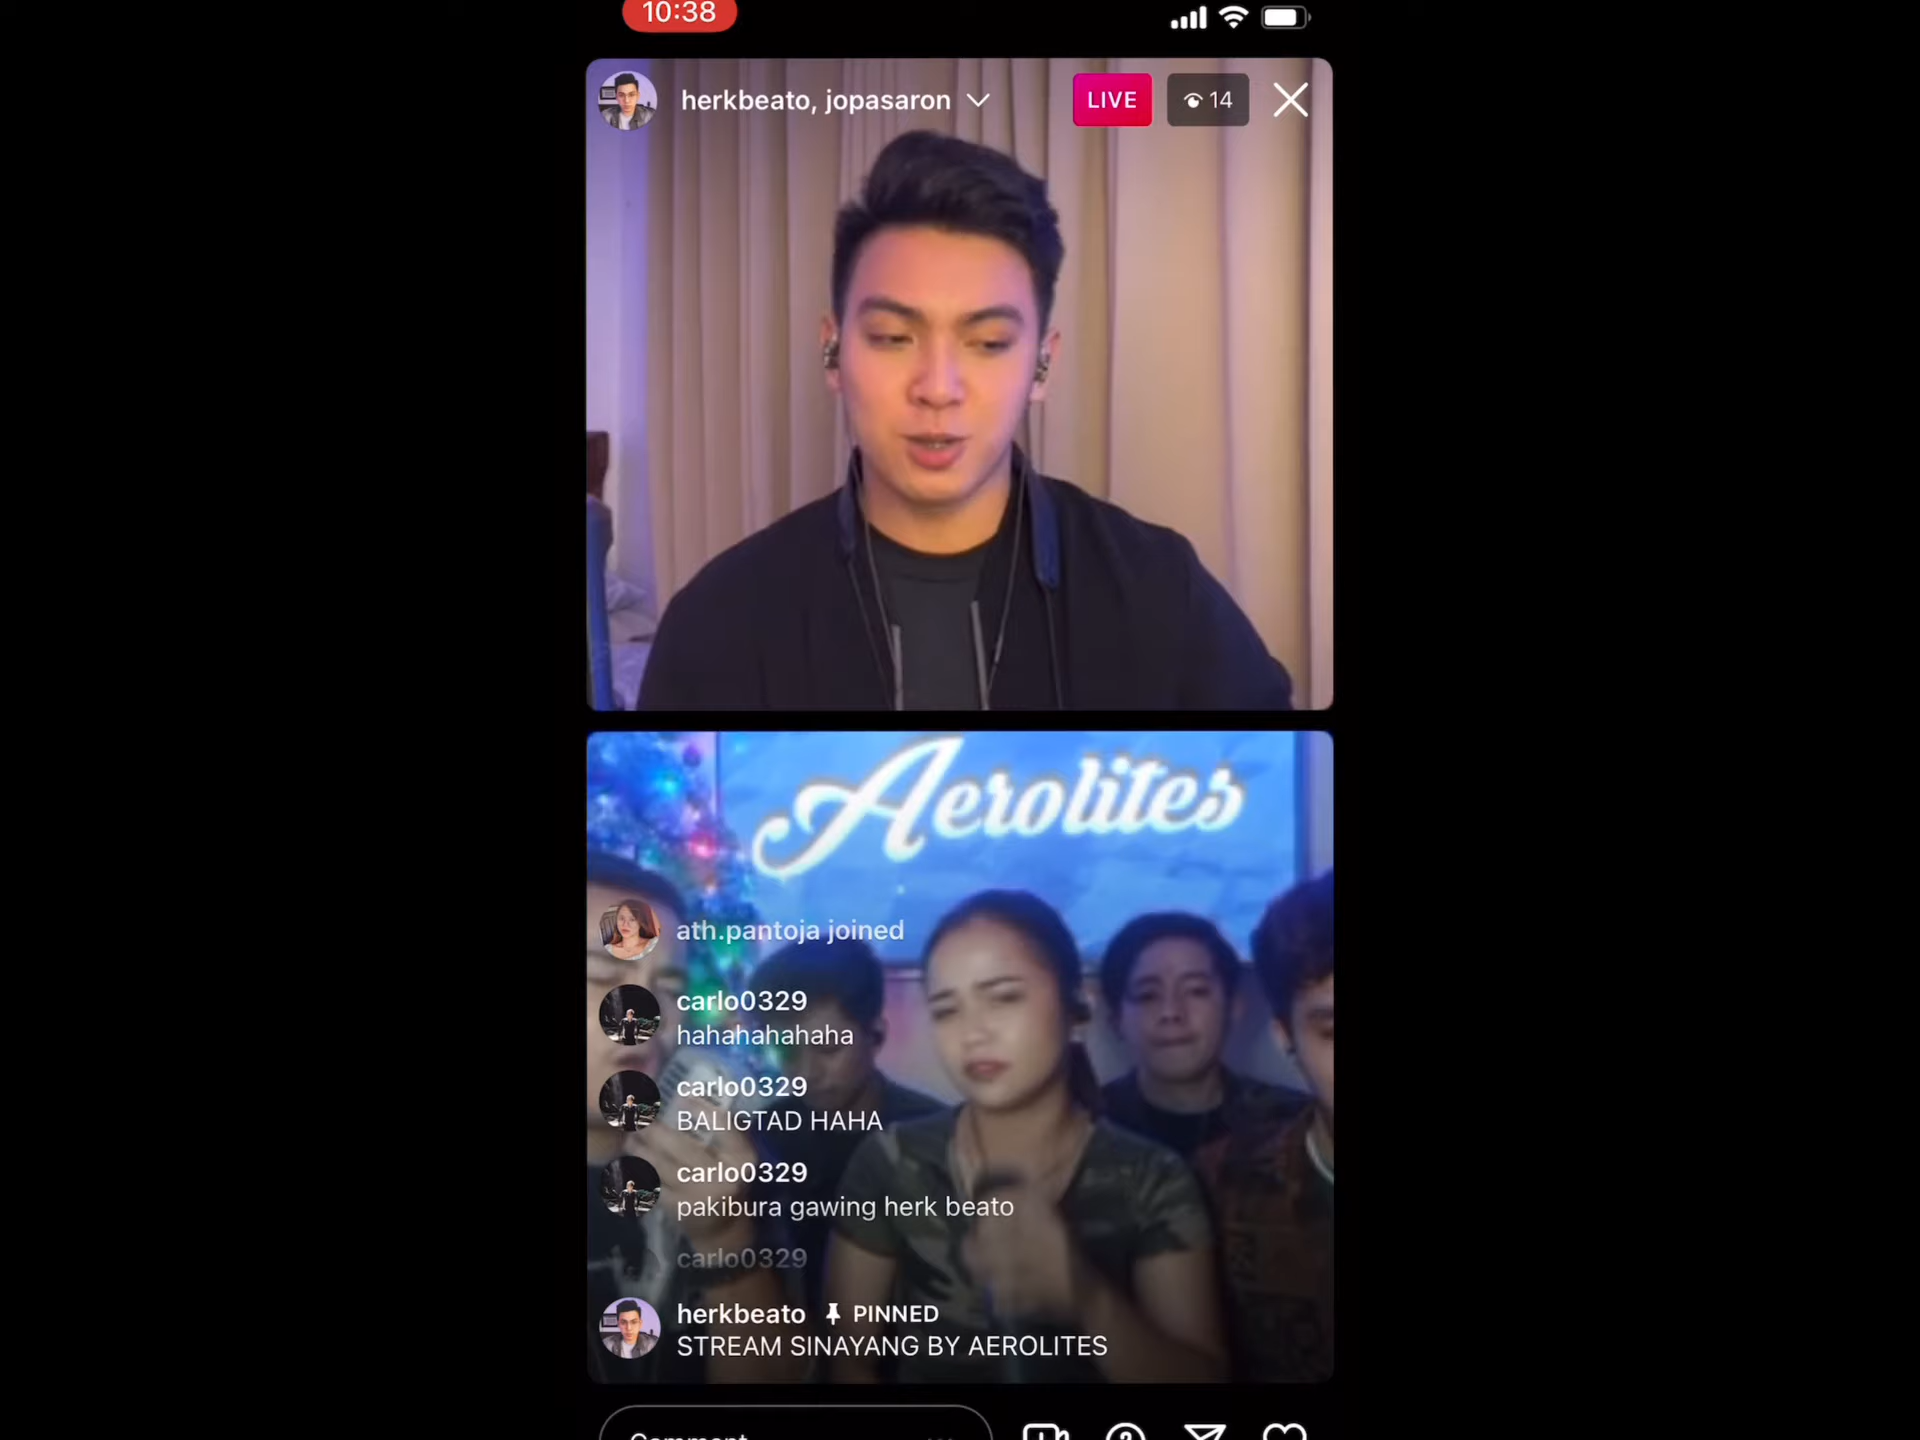 10:38
herkbeato, jopasaron
LIVE
14
Aerolites
ath.pantoja joined
carlo0329
hahahahahaha
carlo0329
BALIGTAD HAHA
carlo0329
pakibura gawing herk beato
carlo0329
herkbeato PINNED
STREAM SINAYANG BY AEROLITES
Comment